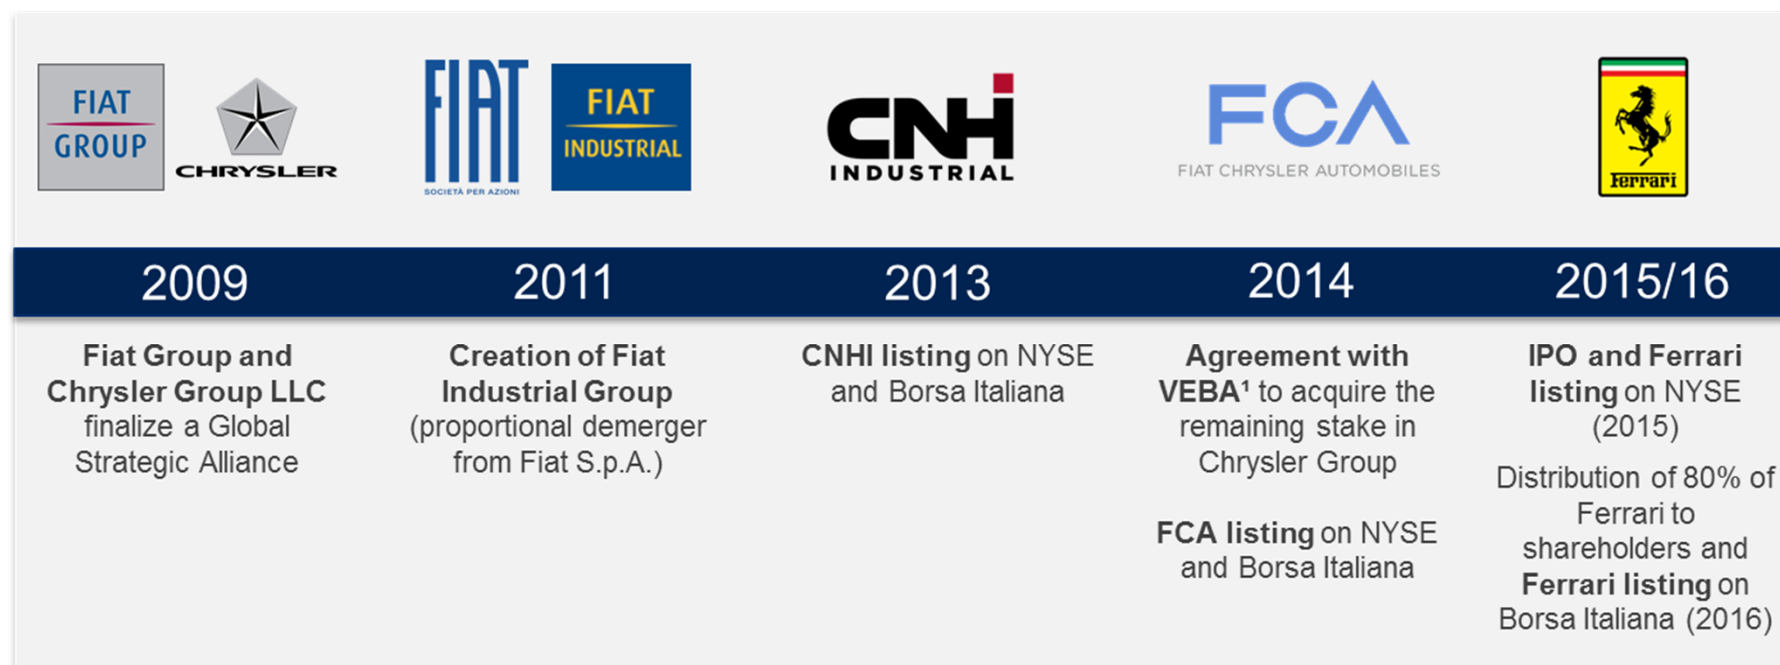 FIAT
GROUP
CHRYSLER
FIAT
SOCIETÀ PER AZIONI
FIAT
INDUSTRIAL
CNH
INDUSTRIAL
FCA
FIAT CHRYSLER AUTOMOBILES
Ferrari
2009
2011
2013
2014
2015/16
Fiat Group and
Chrysler Group LLC
finalize a Global
Strategic Alliance
Creation of Fiat
Industrial Group
(proportional demerger
from Fiat S.p.A.)
CNHI listing on NYSE
and Borsa Italiana
Agreement with
VEBA¹ to acquire the
remaining stake in
Chrysler Group
FCA listing on NYSE
and Borsa Italiana
IPO and Ferrari
listing on NYSE
(2015)
Distribution of 80% of
Ferrari to
shareholders and
Ferrari listing on
Borsa Italiana (2016)